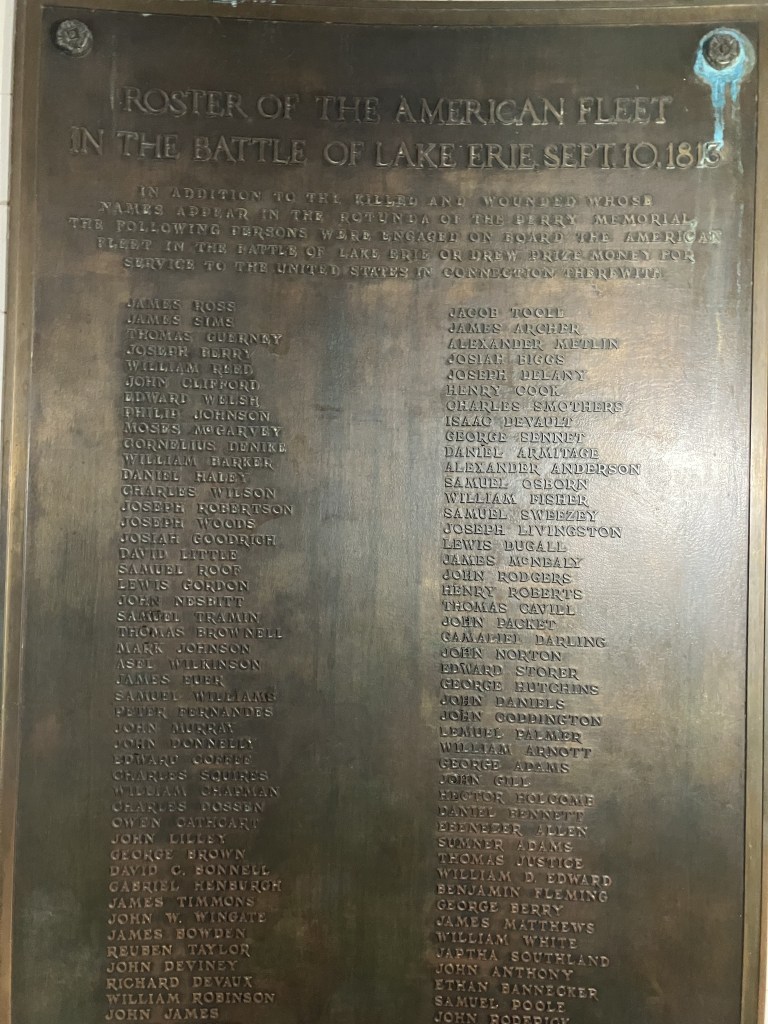 ROSTER OF THE AMERICAN FLEET
IN THE BATTLE OF LAKE ERIE, SEPT. 10, 1813
IN ADDITION TO THE KILLED AND WOUNDED WHOSE
NAMES APPEAR IN THE ROTUNDA OF THE PERRY MEMORIAL,
THE FOLLOWING PERSONS WERE ENGAGED ON BOARD THE AMERICAN
FLEET IN THE BATTLE OF LAKE ERIE OR DREW PRIZE MONEY FOR
SERVICE TO THE UNITED STATES IN CONNECTION THEREWITH.
JAMES ROSS
JAMES SIMS
THOMAS GUERNEY
JOSEPH BERRY
WILLIAM REED
JOHN CLIFFORD
EDWARD WELSH
PHILIP JOHNSON
MOSES McGARVEY
CORNELIUS DENIKE
WILLIAM BARKER
DANIEL HALEY
CHARLES WILSON
JOSEPH ROBERTSON
JOSEPH WOODS
JOSIAH GOODRICH
DAVID LITTLE
SAMUEL ROOF
LEWIS GORDON
JOHN NESBITT
SAMUEL TRAMIN
THOMAS BROWNELL
MARK JOHNSON
ASEL WILKINSON
JAMES EUER
SAMUEL WILLIAMS
PETER FERNANDES
JOHN MURRAY
JOHN DONNELLY
EDWARD COFFEE
CHARLES SQUIRES
WILLIAM CHAPMAN
CHARLES DOSSEN
OWEN CATHCART
JOHN LILLEY
GEORGE BROWN
DAVID C. BONNELL
GABRIEL HENBURGH
JAMES TIMMONS
JOHN W. WINGATE
JAMES BOWDEN
REUBEN TAYLOR
JOHN DEVINEY
RICHARD DEVAUX
WILLIAM ROBINSON
JOHN JAMES
JACOB TOOLL
JAMES ARCHER
ALEXANDER METLIN
JOSIAH BIGGS
JOSEPH DELANY
HENRY COOK
CHARLES SMOTHERS
ISAAC DEVAULT
GEORGE SENNET
DANIEL ARMITAGE
ALEXANDER ANDERSON
SAMUEL OSBORN
WILLIAM FISHER
SAMUEL SWEEZEY
JOSEPH LIVINGSTON
LEWIS DUGALL
JAMES McNEALY
JOHN RODGERS
HENRY ROBERTS
THOMAS CAVILL
JOHN PACKET
GAMALIEL DARLING
JOHN NORTON
EDWARD STORER
GEORGE HUTCHINS
JOHN DANIELS
JOHN CODDINGTON
LEMUEL PALMER
WILLIAM ARNOTT
GEORGE ADAMS
JOHN GILL
HECTOR HOLCOME
DANIEL BENNETT
EBENEZER ALLEN
SUMNER ADAMS
THOMAS JUSTICE
WILLIAM D. EDWARD
BENJAMIN FLEMING
GEORGE BERRY
JAMES MATTHEWS
WILLIAM WHITE
JAPTHA SOUTHLAND
JOHN ANTHONY
ETHAN BANNECKER
SAMUEL POOLE
JOHN RODERICK